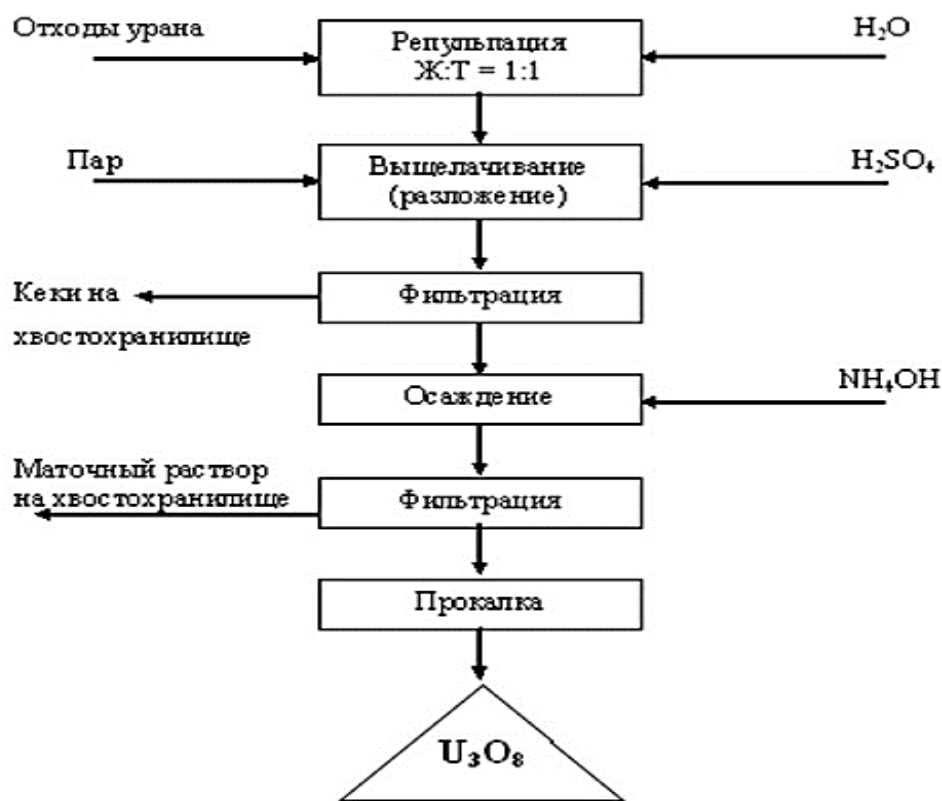 Отходы урана
Репульпация
Ж:Т = 1:1
H₂O
Пар
Выщелачивание
(разложение)
H₂SO₄
Кеки на
хвостохранилище
Фильтрация
Осаждение
NH₄OH
Маточный раствор
на хвостохранилище
Фильтрация
Прокалка
U₃O₈